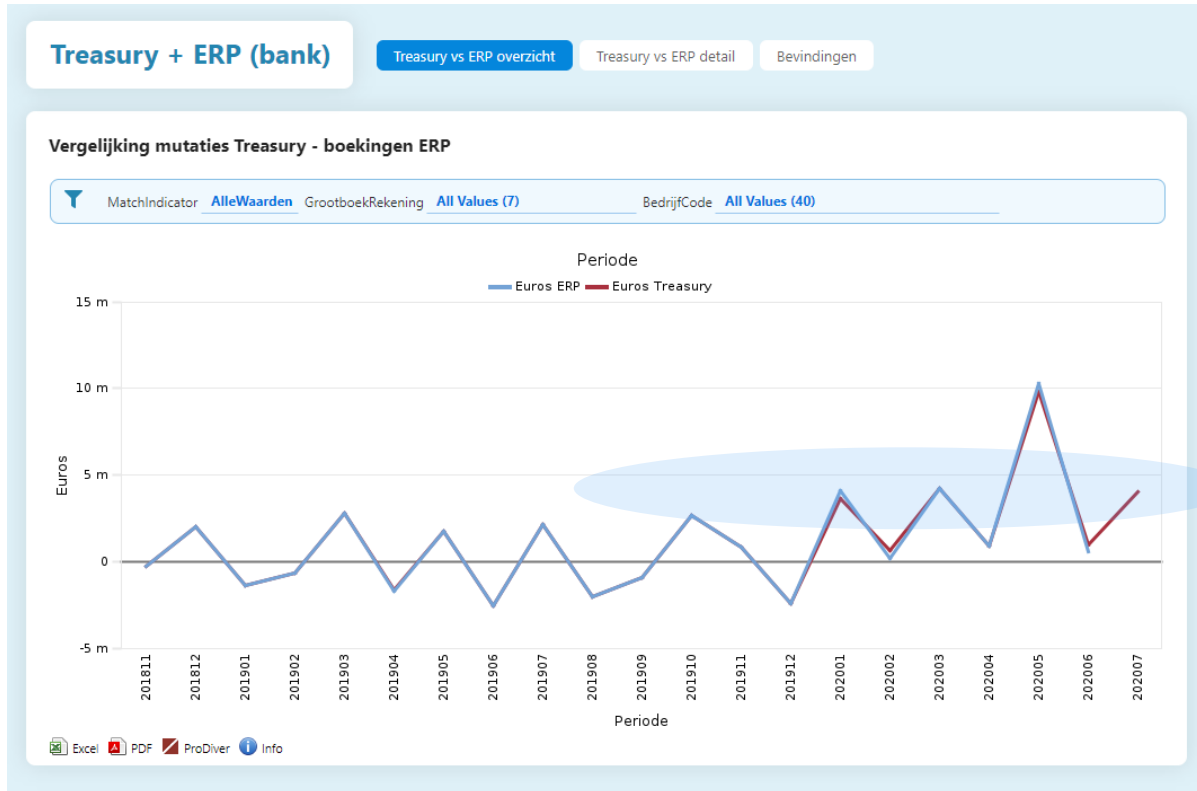 Treasury + ERP (bank)
Treasury vs ERP overzicht
Treasury vs ERP detail
Bevindingen
Vergelijking mutaties Treasury - boekingen ERP
MatchIndicator AlleWaarden GrootboekRekening All Values (7) BedrijfCode All Values (40)
Periode
Euros ERP Euros Treasury
15 m
10 m
5 m
0
-5 m
Euros
201811
201812
201901
201902
201903
201904
201905
201906
201907
201908
201909
201910
201911
201912
202001
202002
202003
202004
202005
202006
202007
Periode
Excel PDF ProDiver Info